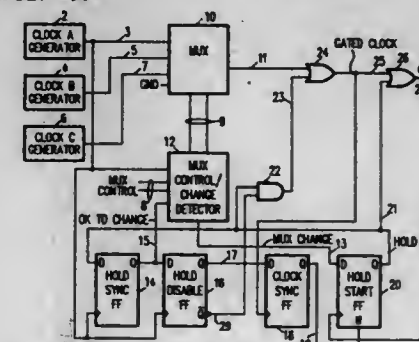 2
CLOCK A
GENERATOR
3
4
CLOCK B
GENERATOR
5
6
CLOCK C
GENERATOR
7
GND
10
MUX
9
11
24
GATED CLOCK
25
26
23
22
12
MUX
CONTROL/
CHANGE
DETECTOR
MUX
CONTROL
8
OK TO CHANGE
15
21
MUX CHANGE
13
HOLD
17
D Q
HOLD
SYNC
FF
14
D Q
HOLD
DISABLE
FF
Q
16
29
D Q
CLOCK
SYNC
FF
18
D Q
HOLD
START
FF
20